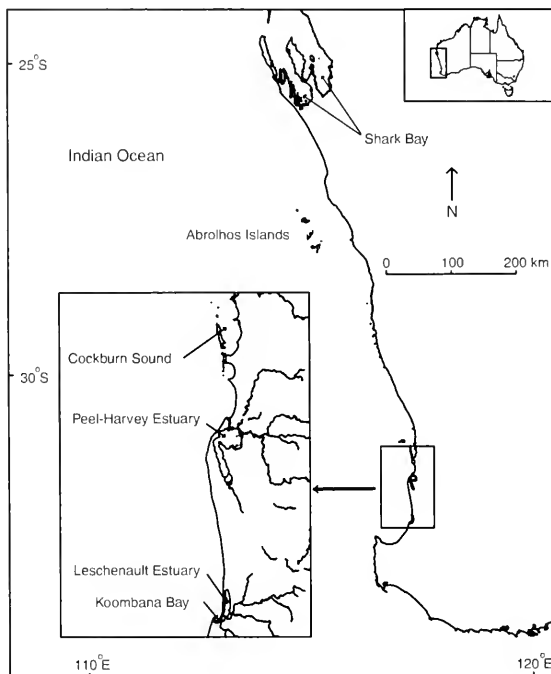 25°S
Shark Bay
Indian Ocean
N
Abrolhos Islands
0 100 200 km
Cockburn Sound
30°S
Peel-Harvey Estuary
Leschenault Estuary
Koombana Bay
110°E
120°E